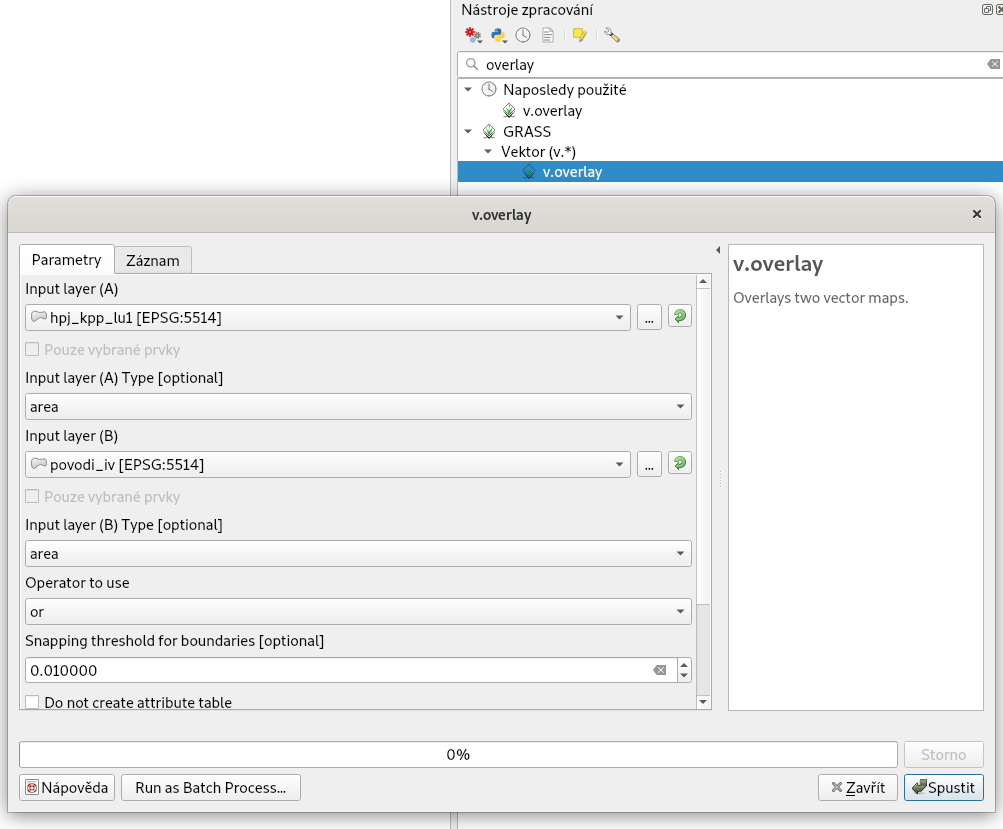 Nástroje zpracování
overlay
Naposledy použité
v.overlay
GRASS
Vektor (v.*)
v.overlay
v.overlay
Parametry
Záznam
Input layer (A)
hpj_kpp_lu1 [EPSG:5514]
...
Pouze vybrané prvky
Input layer (A) Type [optional]
area
Input layer (B)
povodi_iv [EPSG:5514]
...
Pouze vybrané prvky
Input layer (B) Type [optional]
area
Operator to use
or
Snapping threshold for boundaries [optional]
0.010000
Do not create attribute table
v.overlay
Overlays two vector maps.
0%
Storno
Nápověda
Run as Batch Process...
Zavřít
Spustit